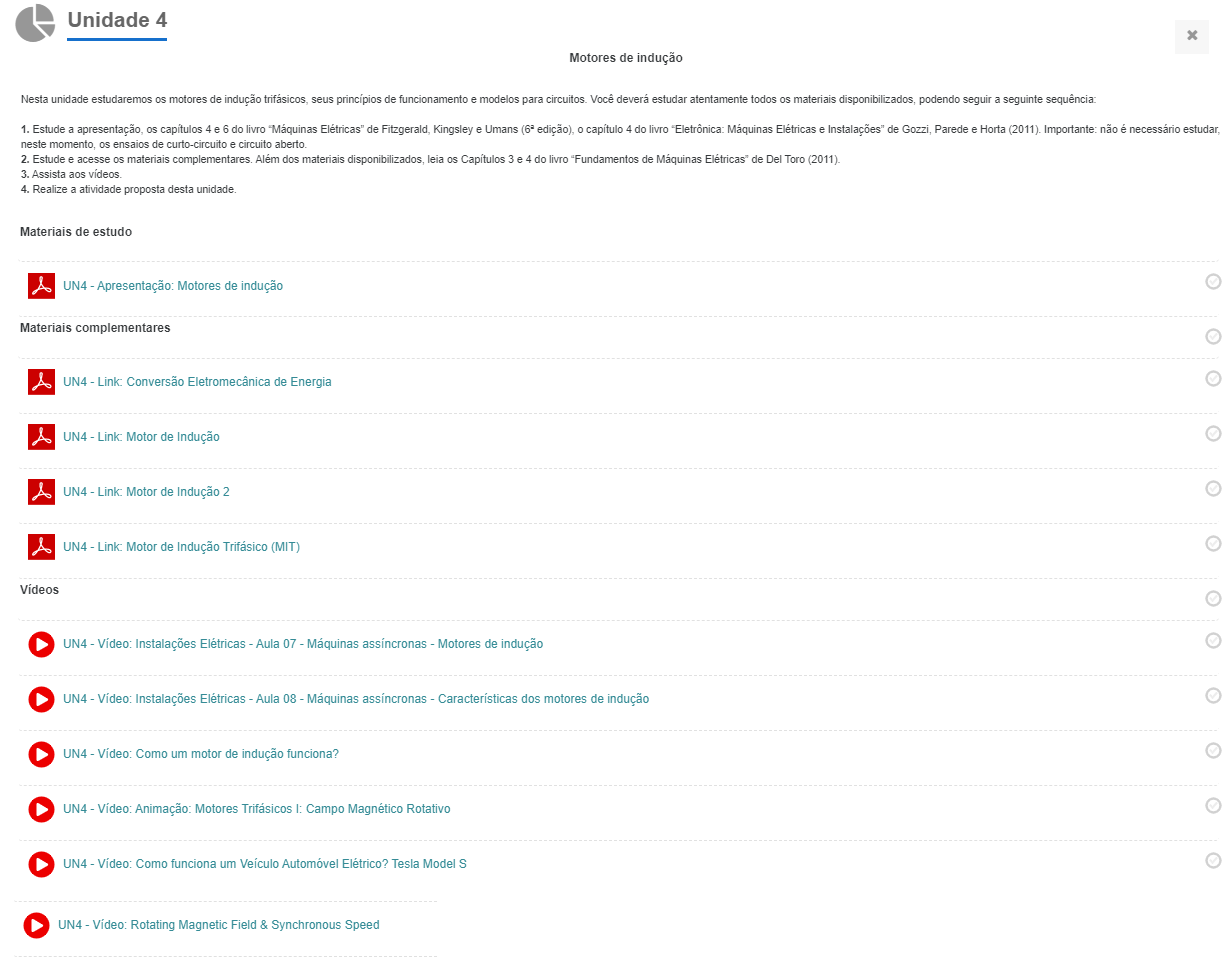 Unidade 4
Motores de indução
Nesta unidade estudaremos os motores de indução trifásicos, seus princípios de funcionamento e modelos para circuitos. Você deverá estudar atentamente todos os materiais disponibilizados, podendo seguir a seguinte sequência:
1. Estude a apresentação, os capítulos 4 e 6 do livro “Máquinas Elétricas” de Fitzgerald, Kingsley e Umans (6ª edição), o capítulo 4 do livro “Eletrônica: Máquinas Elétricas e Instalações” de Gozzi, Parede e Horta (2011). Importante: não é necessário estudar,
neste momento, os ensaios de curto-circuito e circuito aberto.
2. Estude e acesse os materiais complementares. Além dos materiais disponibilizados, leia os Capítulos 3 e 4 do livro “Fundamentos de Máquinas Elétricas” de Del Toro (2011).
3. Assista aos vídeos.
4. Realize a atividade proposta desta unidade.
Materiais de estudo
UN4 - Apresentação: Motores de indução
Materiais complementares
UN4 - Link: Conversão Eletromecânica de Energia
UN4 - Link: Motor de Indução
UN4 - Link: Motor de Indução 2
UN4 - Link: Motor de Indução Trifásico (MIT)
Vídeos
UN4 - Vídeo: Instalações Elétricas - Aula 07 - Máquinas assíncronas - Motores de indução
UN4 - Vídeo: Instalações Elétricas - Aula 08 - Máquinas assíncronas - Características dos motores de indução
UN4 - Vídeo: Como um motor de indução funciona?
UN4 - Vídeo: Animação: Motores Trifásicos I: Campo Magnético Rotativo
UN4 - Vídeo: Como funciona um Veículo Automóvel Elétrico? Tesla Model S
UN4 - Vídeo: Rotating Magnetic Field & Synchronous Speed